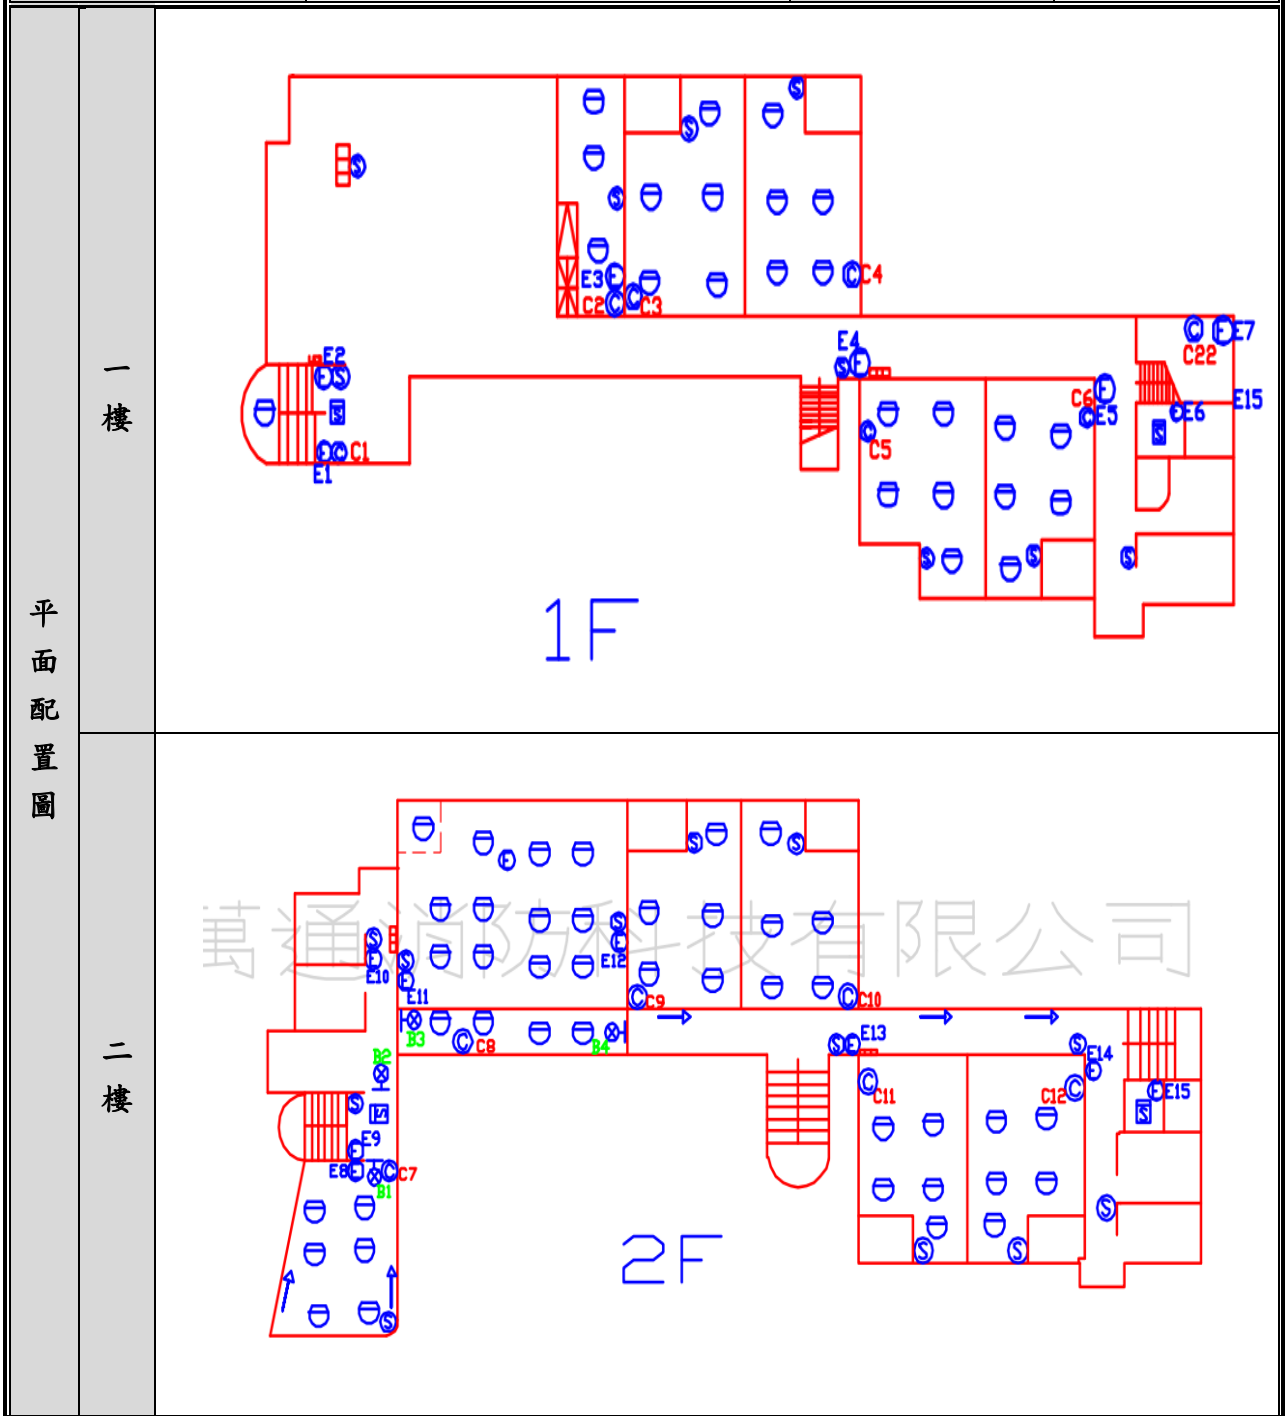 平面配置圖
一樓
S
S
S
S
E3
E
C2
C
C
C3
C
C4
E2
E
S
S
E
C
C1
E1
E4
S
E
C
C5
C
E
E7
C22
C6
E
C
E5
E6
E15
S
S
S
S
1F
二樓
萬通消防科技有限公司
S
S
E
S
E
E10
S
E
E11
S
E
E12
C
C9
C
C10
B3
C
C8
B4
B2
S
S
E9
E
E8
E
C
C7
B1
S
S
E
E13
C
C11
S
E14
E
C
C12
E
E15
S
S
S
S
2F